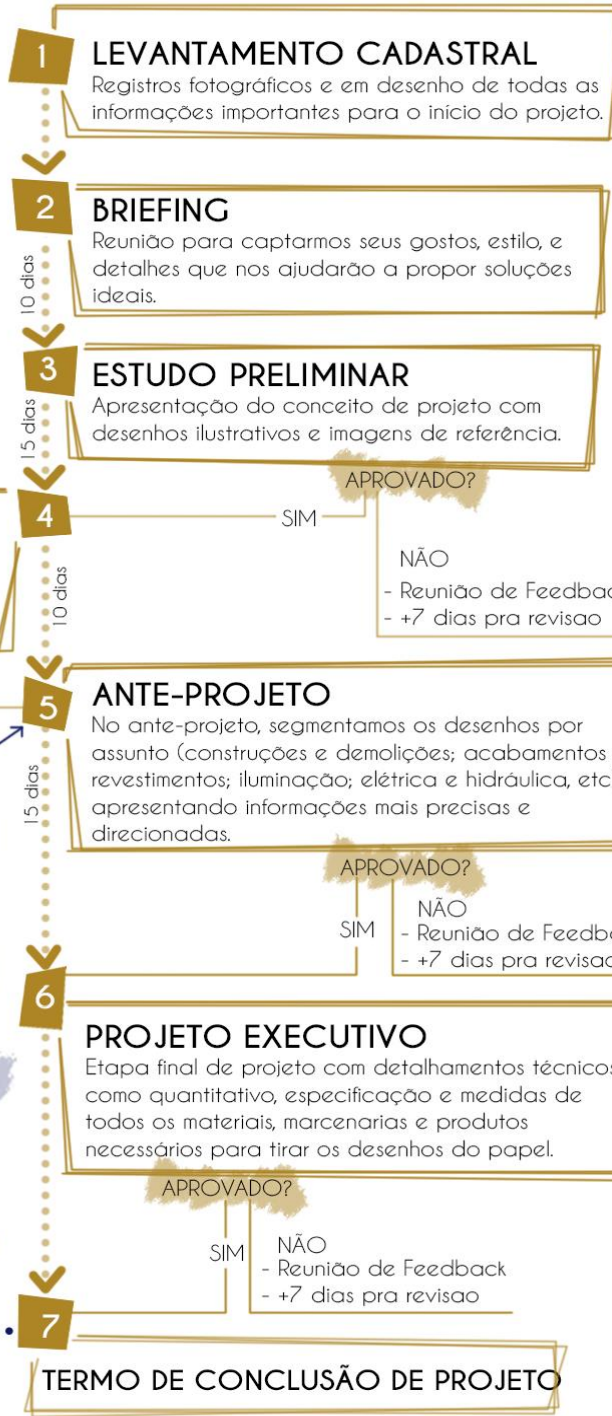 1
LEVANTAMENTO CADASTRAL
Registros fotográficos e em desenho de todas as
informações importantes para o início do projeto.
2
BRIEFING
Reunião para captarmos seus gostos, estilo, e
detalhes que nos ajudarão a propor soluções
ideais.
10 dias
3
ESTUDO PRELIMINAR
Apresentação do conceito de projeto com
desenhos ilustrativos e imagens de referência.
15 dias
APROVADO?
4
SIM
NÃO
- Reunião de Feedbac
- +7 dias pra revisao
10 dias
5
ANTE-PROJETO
No ante-projeto, segmentamos os desenhos por
assunto (construções e demolições; acabamentos
revestimentos; iluminação; elétrica e hidráulica, etc
apresentando informações mais precisas e
direcionadas.
15 dias
APROVADO?
SIM
NÃO
- Reunião de Feedba
- +7 dias pra revisao
6
PROJETO EXECUTIVO
Etapa final de projeto com detalhamentos técnicos
como quantitativo, especificação e medidas de
todos os materiais, marcenarias e produtos
necessários para tirar os desenhos do papel.
APROVADO?
SIM
NÃO
- Reunião de Feedback
- +7 dias pra revisao
7
TERMO DE CONCLUSÃO DE PROJETO